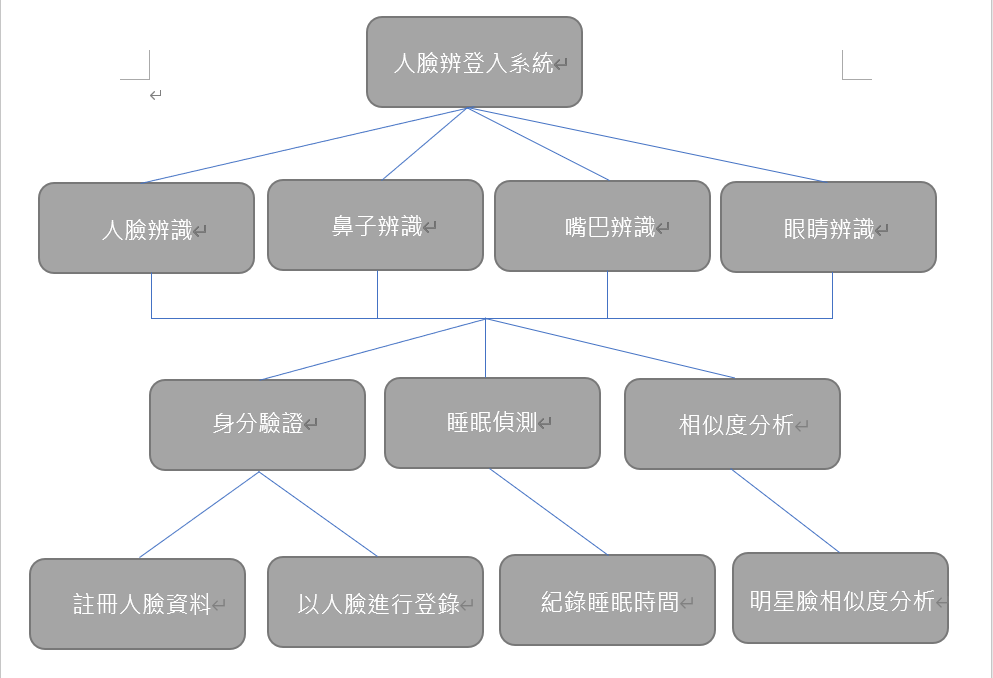 人臉辨登入系統
人臉辨識
鼻子辨識
嘴巴辨識
眼睛辨識
身分驗證
睡眠偵測
相似度分析
註冊人臉資料
以人臉進行登錄
紀錄睡眠時間
明星臉相似度分析